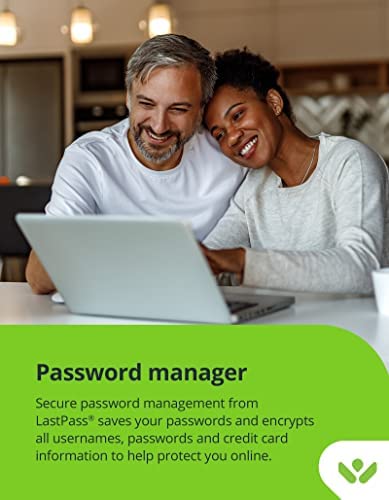 Password manager
Secure password management from
LastPass® saves your passwords and encrypts
all usernames, passwords and credit card
information to help protect you online.